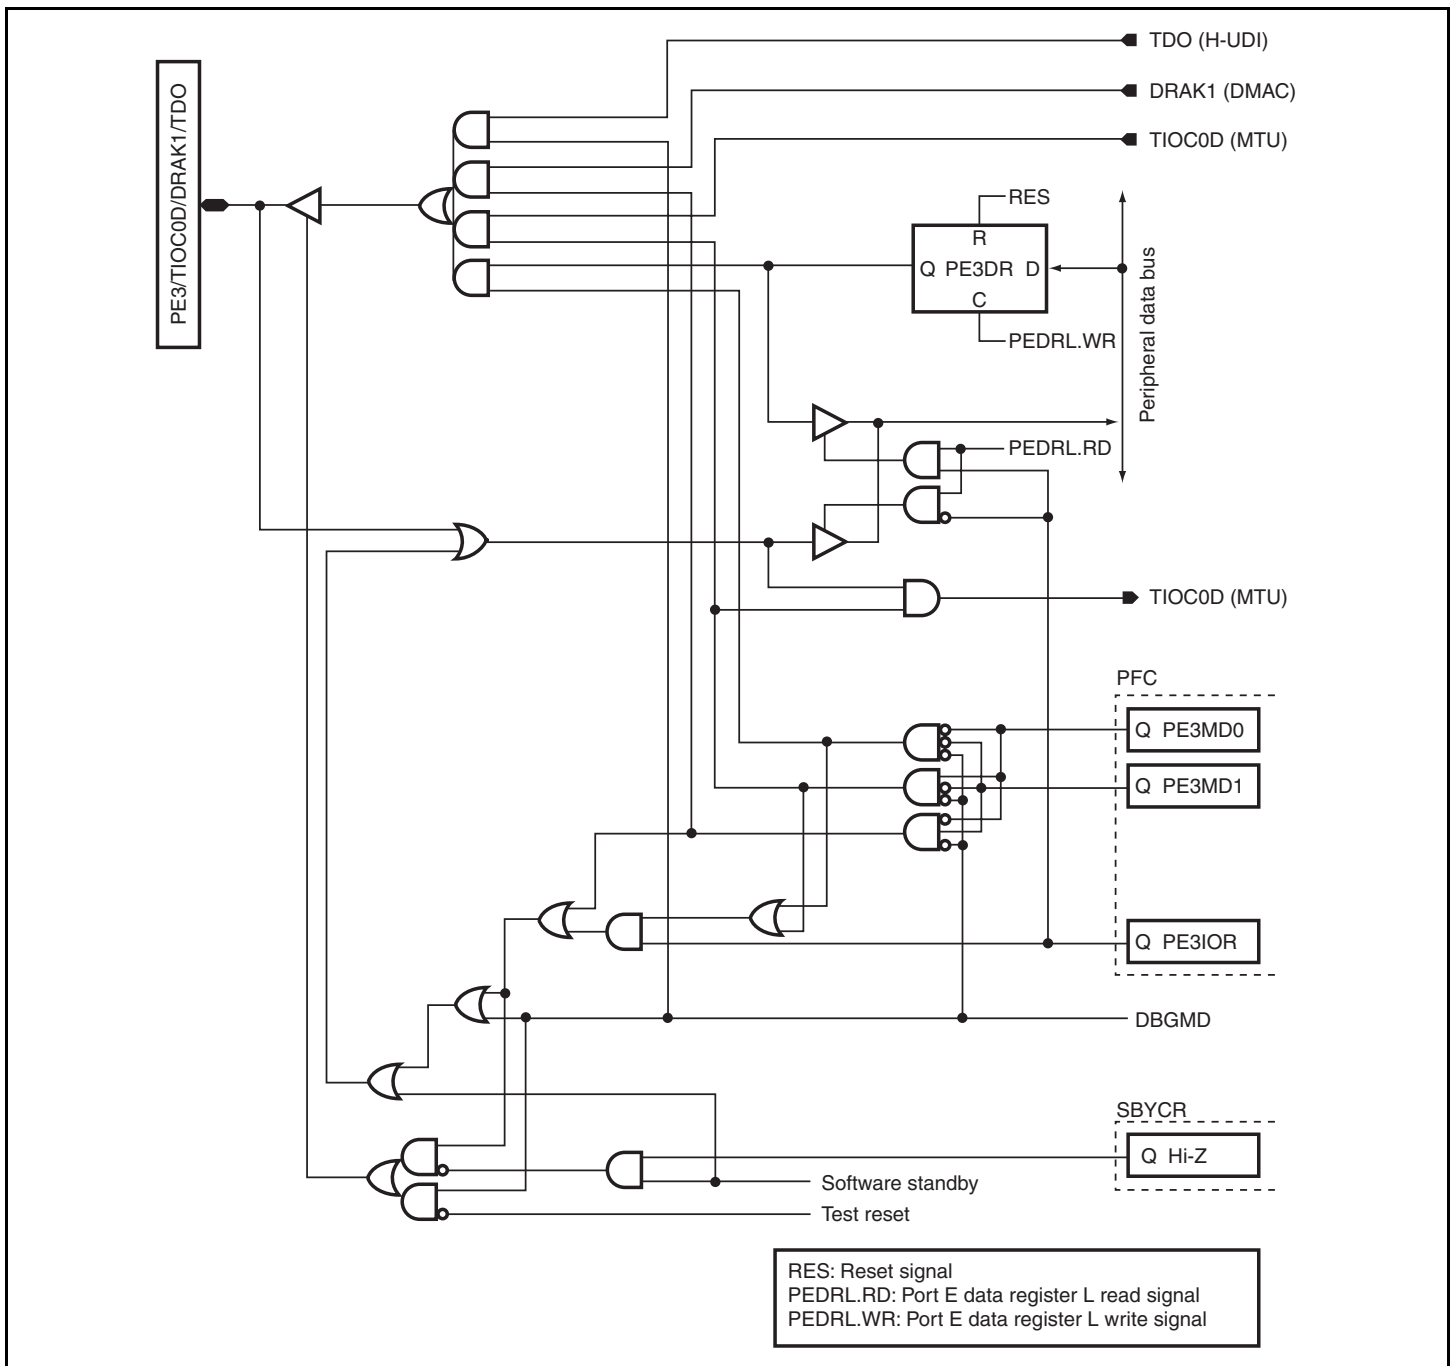 TDO (H-UDI)
DRAK1 (DMAC)
TIOC0D (MTU)
PE3/TIOC0D/DRAK1/TDO
RES
R
Q PE3DR D
C
PEDRL.WR
Peripheral data bus
PEDRL.RD
TIOC0D (MTU)
PFC
Q PE3MD0
Q PE3MD1
Q PE3IOR
DBGMD
SBYCR
Q Hi-Z
Software standby
Test reset
RES: Reset signal
PEDRL.RD: Port E data register L read signal
PEDRL.WR: Port E data register L write signal